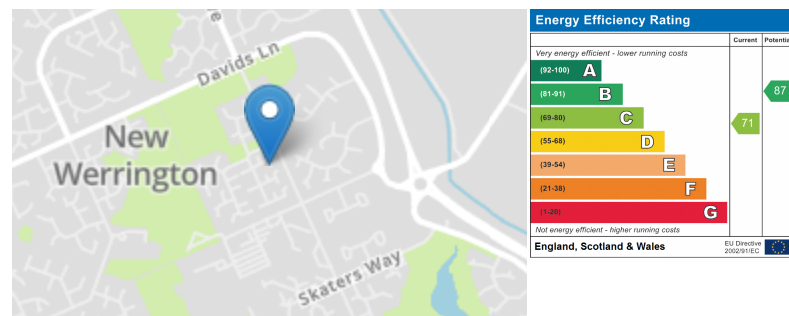 Davids Ln
New
Werrington
Skaters Way
Energy Efficiency Rating
Current
Very energy efficient - lower running costs
(92-100) A
(81-91) B
87
(69-80) C
71
(55-68) D
(39-54) E
(21-38) F
(1-20) G
Not energy efficient - higher running costs
England, Scotland & Wales
EU Directive
2002/91/EC